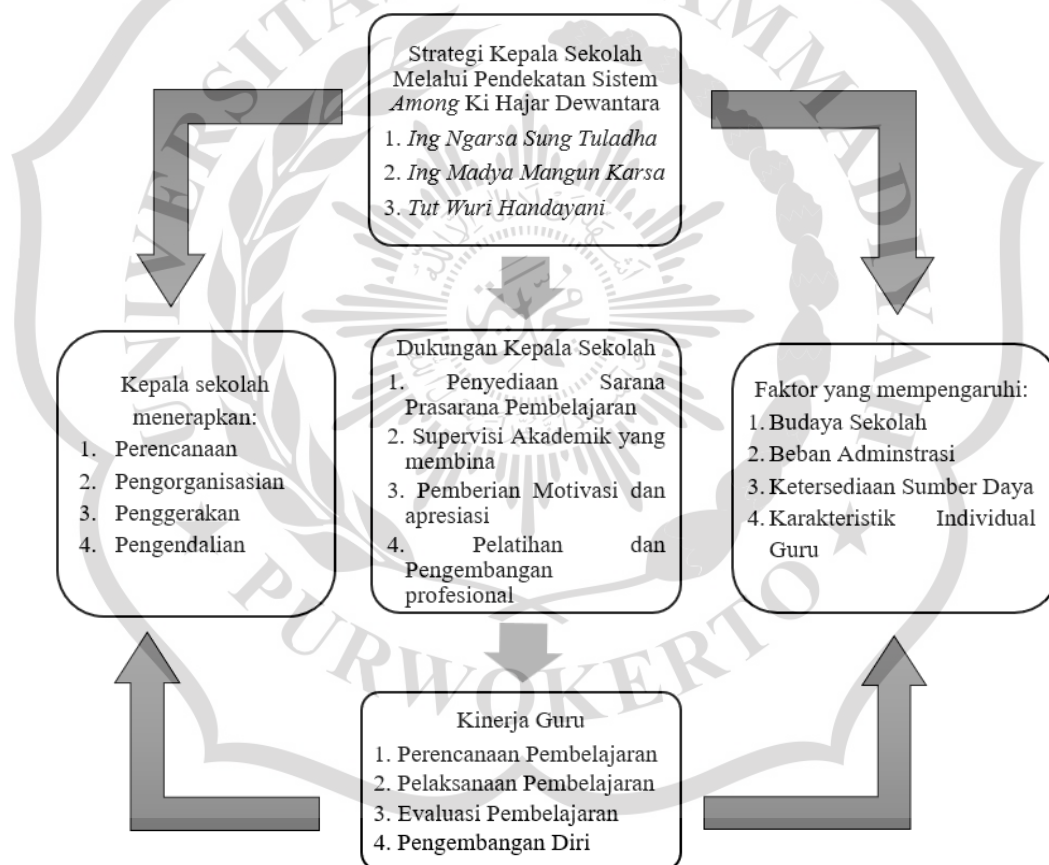 Strategi Kepala Sekolah
Melalui Pendekatan Sistem
Among Ki Hajar Dewantara
1. Ing Ngarsa Sung Tuladha
2. Ing Madya Mangun Karsa
3. Tut Wuri Handayani
Kepala sekolah
menerapkan:
1. Perencanaan
2. Pengorganisasian
3. Penggerakan
4. Pengendalian
Dukungan Kepala Sekolah
1. Penyediaan Sarana
Prasarana Pembelajaran
2. Supervisi Akademik yang
membina
3. Pemberian Motivasi dan
apresiasi
4. Pelatihan dan
Pengembangan
profesional
Faktor yang mempengaruhi:
1. Budaya Sekolah
2. Beban Adminstrasi
3. Ketersediaan Sumber Daya
4. Karakteristik Individual
Guru
Kinerja Guru
1. Perencanaan Pembelajaran
2. Pelaksanaan Pembelajaran
3. Evaluasi Pembelajaran
4. Pengembangan Diri
PURWOKERTO